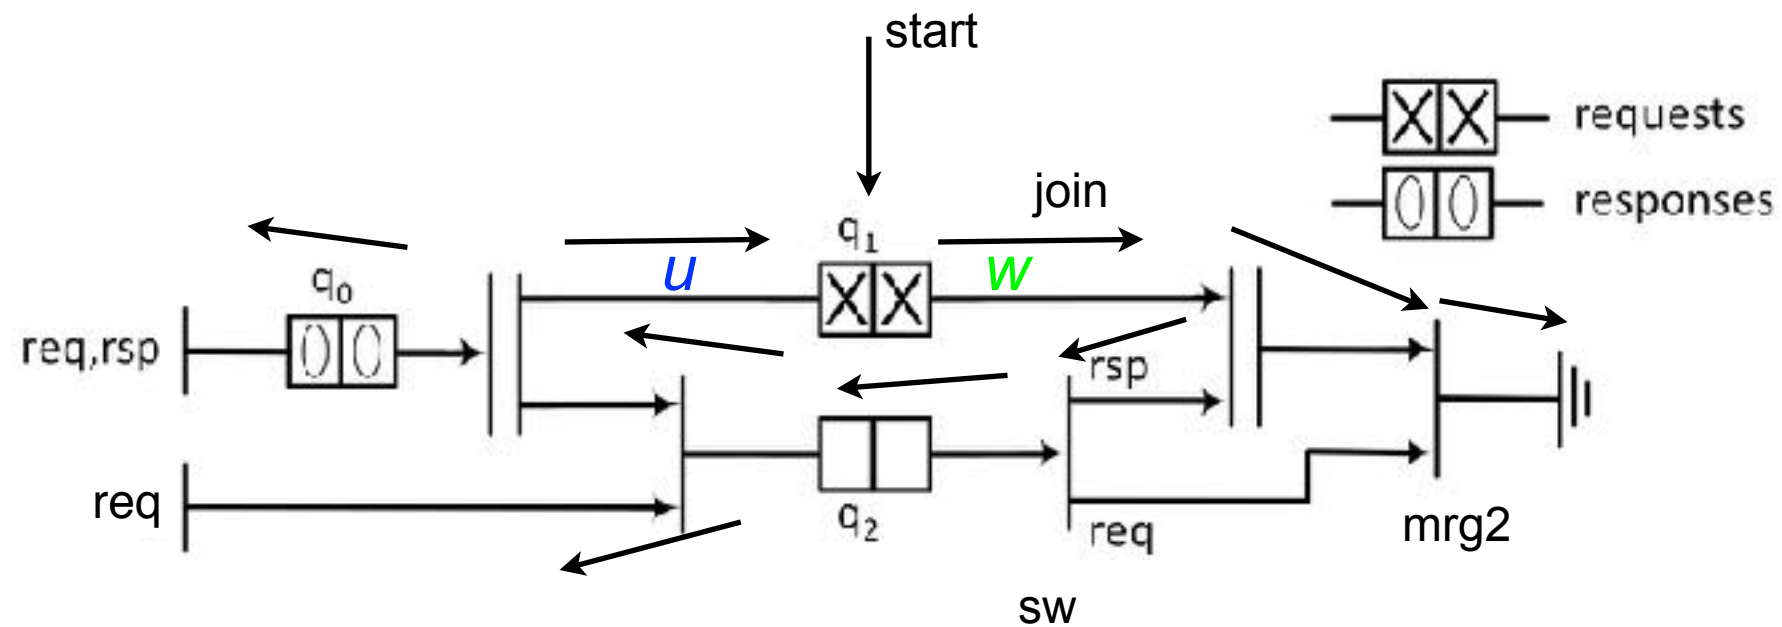 start
requests
join
responses
q1
u
w
q0
req,rsp
rsp
req
q2
req
mrg2
sw